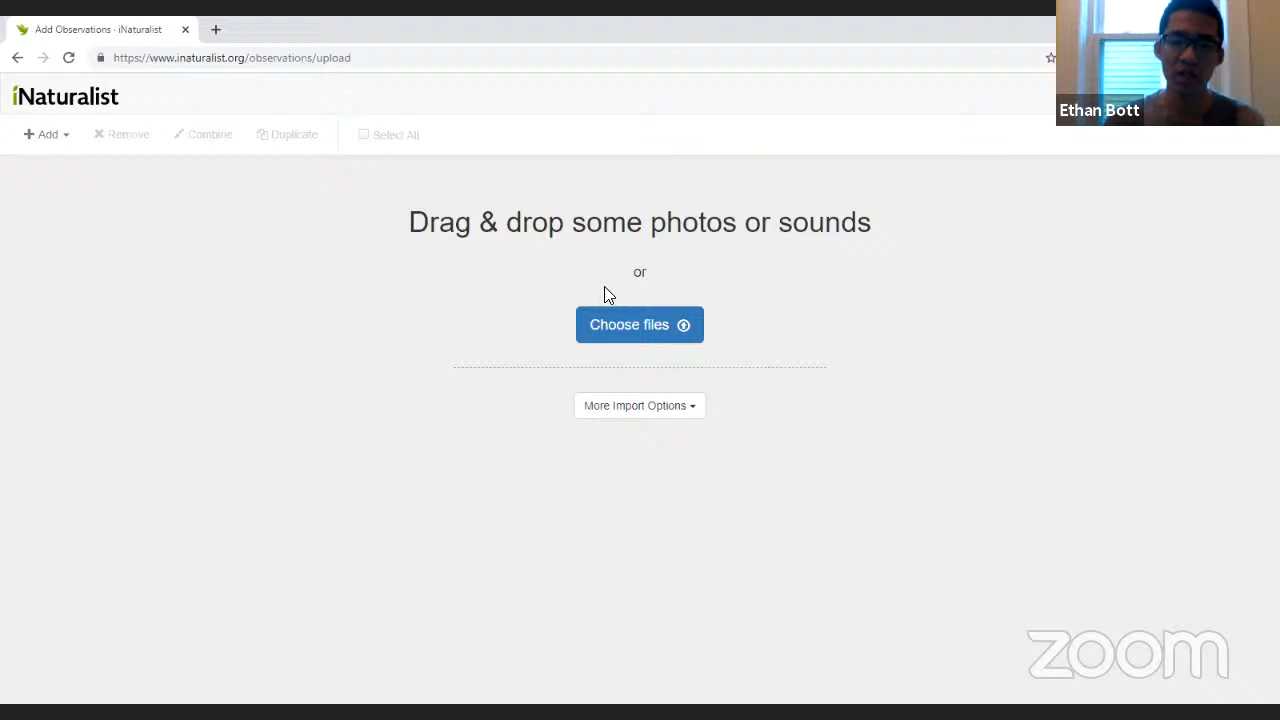 Add Observations · iNaturalist
https://www.inaturalist.org/observations/upload
iNaturalist
Ethan Bott
Add Remove Combine Duplicate Select All
Drag & drop some photos or sounds
or
Choose files
More Import Options
zoom